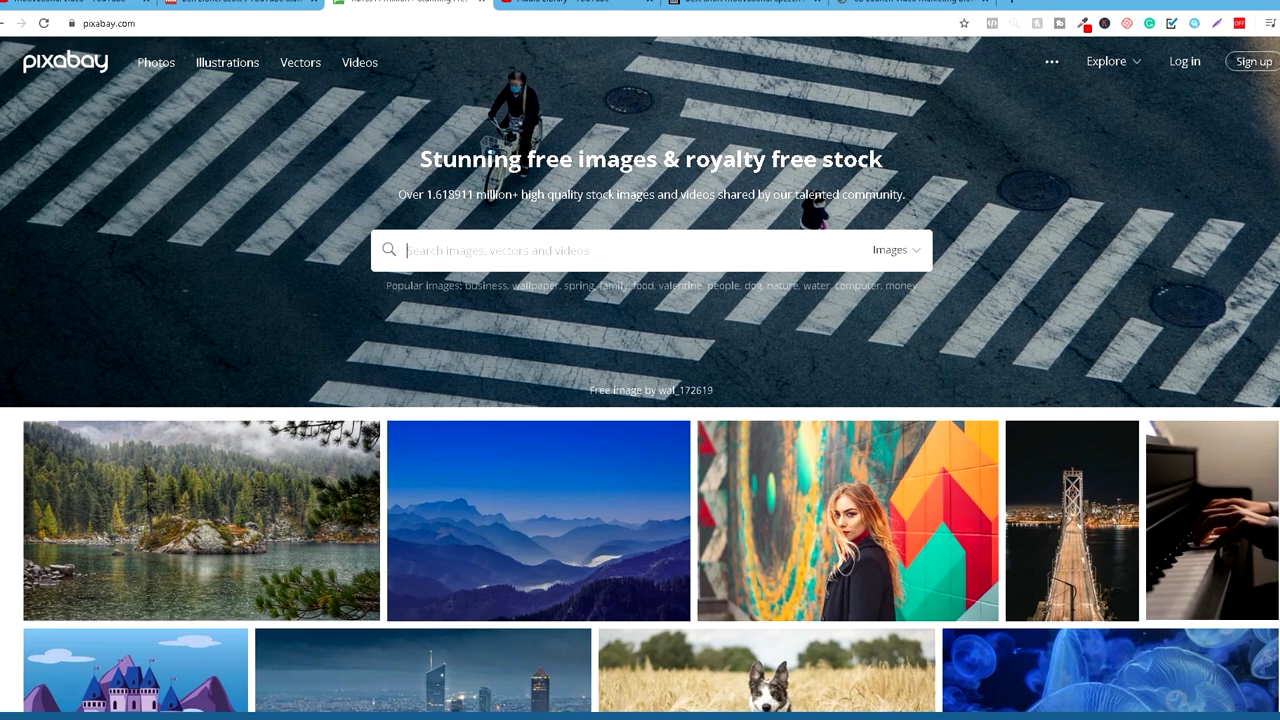 pixabay.com
OFF
pixabay Photos Illustrations Vectors Videos ••• Explore Log in Sign up
Stunning free images & royalty free stock
Over 1.618911 million+ high quality stock images and videos shared by our talented community.
Search images, vectors and videos Images
Popular images: business, wallpaper, spring, family, food, valentine, people, dog, nature, water, computer, money
Free image by wal_172619